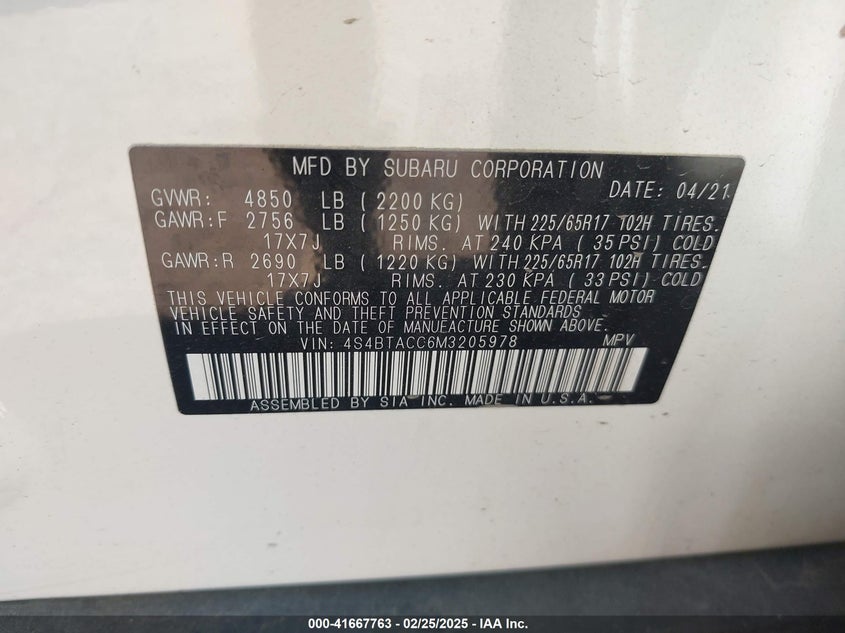 MFD BY SUBARU CORPORATION
DATE: 04/21
GVWR: 4850 LB (2200 KG)
GAWR:F 2756 LB (1250 KG) WITH 225/65R17 102H TIRES.
17X7J RIMS. AT 240 KPA (35 PSI) COLD
GAWR:R 2690 LB (1220 KG) WITH 225/65R17 102H TIRES.
17X7J RIMS. AT 230 KPA (33 PSI) COLD
THIS VEHICLE CONFORMS TO ALL APPLICABLE FEDERAL MOTOR
VEHICLE SAFETY AND THEFT PREVENTION STANDARDS
IN EFFECT ON THE DATE OF MANUFACTURE SHOWN ABOVE.
VIN: 4S4BTACC6M3205978 MPV
ASSEMBLED BY SIA INC. MADE IN U.S.A.
000-41667763 / 02/25/2025 - IAA Inc.